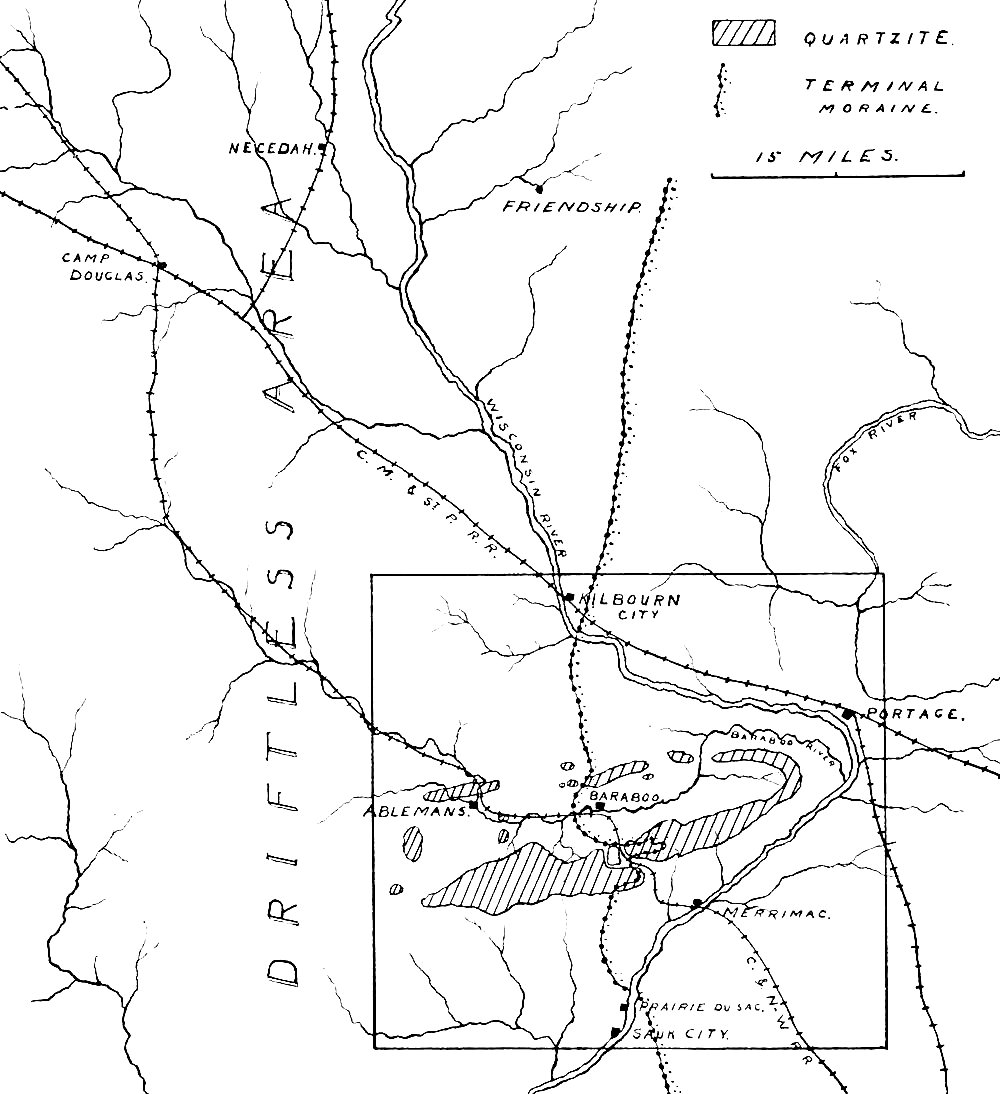 QUARTZITE.
TERMINAL
MORAINE.
15 MILES.
NECEDAH.
FRIENDSHIP.
CAMP
DOUGLAS.
DRIFTLESS AREA
WISCONSIN RIVER
FOX RIVER
C. M. & ST. P. R. R.
KILBOURN
CITY
PORTAGE.
BARABOO RIVER
BARABOO.
ABLEMANS.
MERRIMAC.
C. & N. W. R R
PRAIRIE DU SAC.
SAUK CITY.